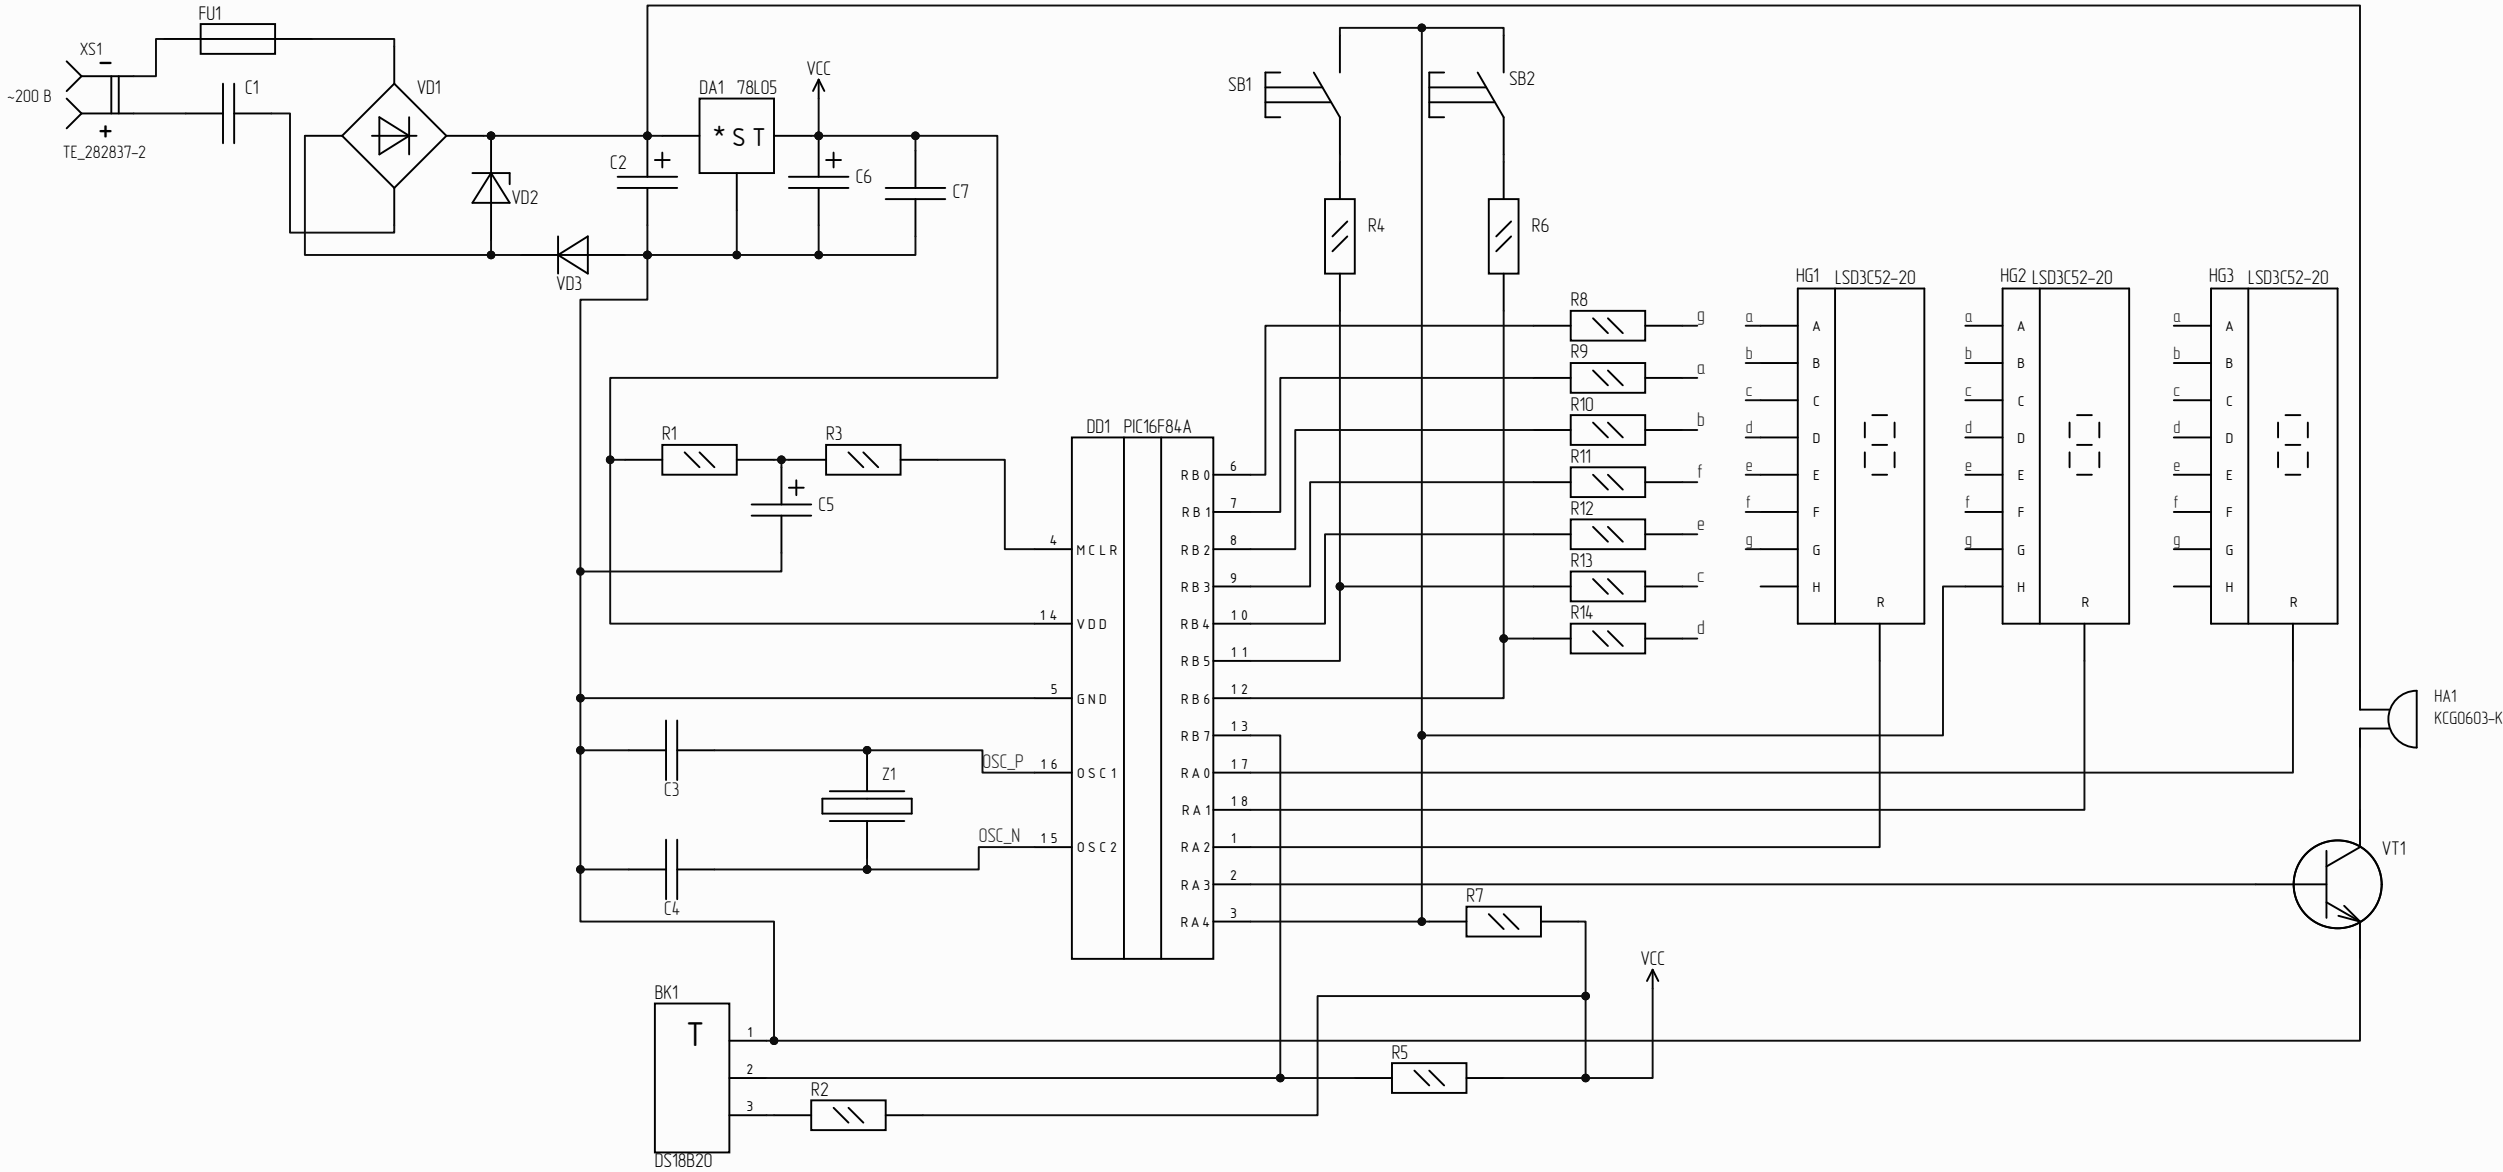 FU1
XS1
~200 В
TE_282837-2
C1
VD1
VD2
VD3
C2
DA1 78L05
*ST
VCC
C6
C7
SB1
SB2
R4
R6
R8
g
R9
a
R10
b
R11
f
R12
e
R13
c
R14
d
HG1 LSD3C52-20
a A
b B
c C
d D
e E
f F
g G
H
R
HG2 LSD3C52-20
a A
b B
c C
d D
e E
f F
g G
H
R
HG3 LSD3C52-20
a A
b B
c C
d D
e E
f F
g G
H
R
R1
R3
C5
DD1 PIC16F84A
4 MCLR
14 VDD
5 GND
OSC_P 16 OSC1
OSC_N 15 OSC2
RB0 6
RB1 7
RB2 8
RB3 9
RB4 10
RB5 11
RB6 12
RB7 13
RA0 17
RA1 18
RA2 1
RA3 2
RA4 3
C3
Z1
C4
HA1
KCG0603-K
VT1
R7
VCC
BK1
T
1
2
3
DS18B20
R5
R2